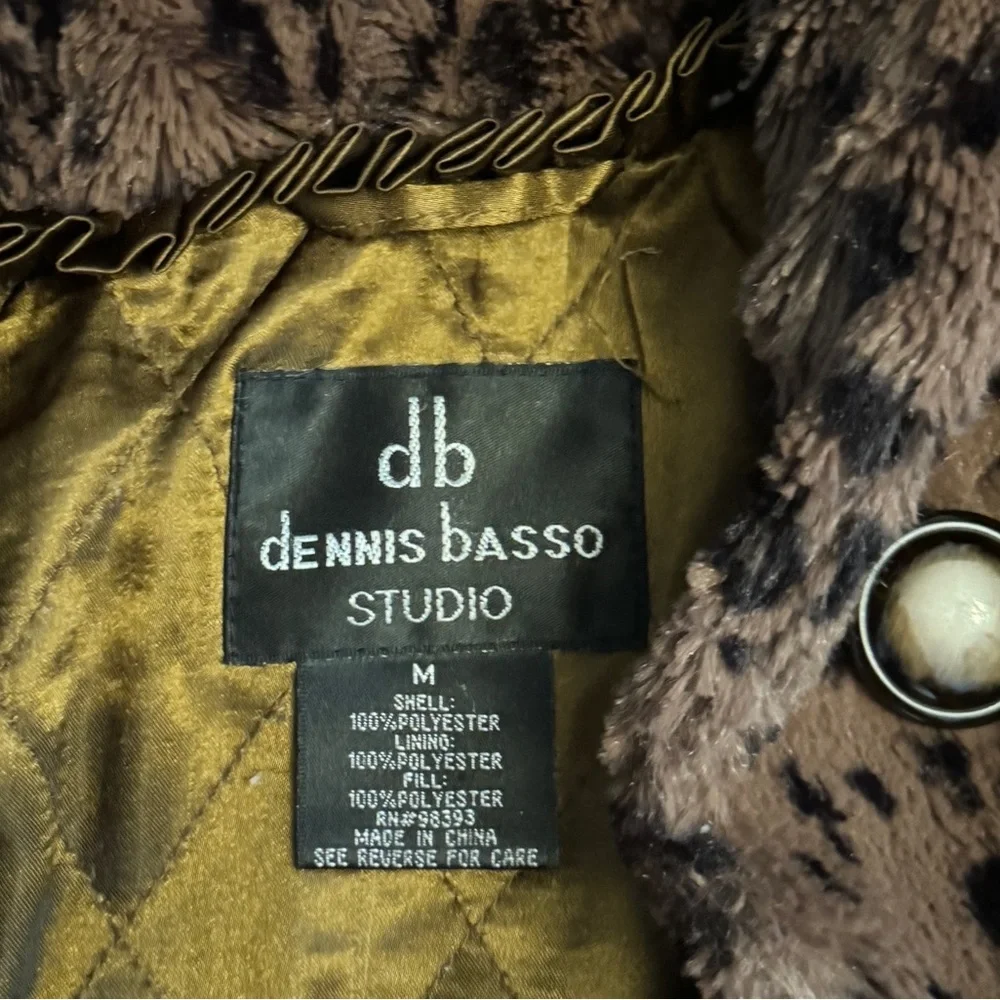 db
dENNIS bASSO
STUDIO
M
SHELL:
100%POLYESTER
LINING:
100%POLYESTER
FILL:
100%POLYESTER
RN#98393
MADE IN CHINA
SEE REVERSE FOR CARE